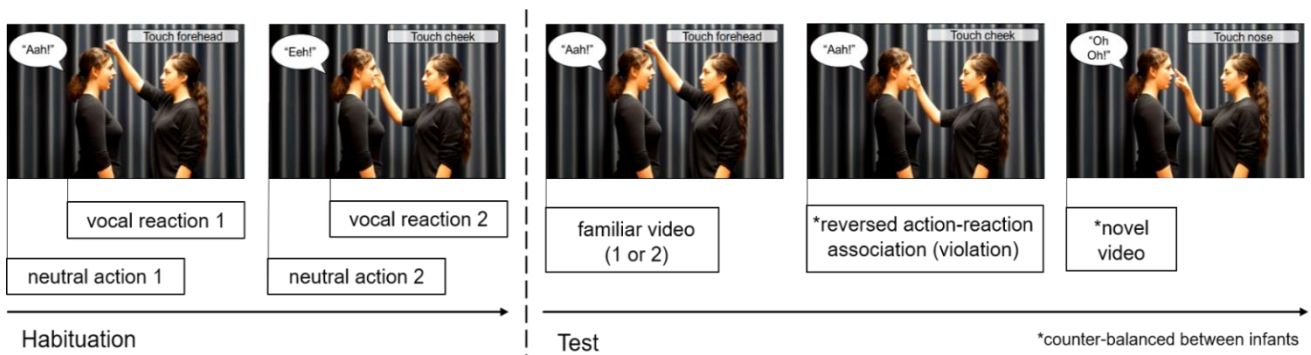 "Aah!"
Touch forehead
"Eeh!"
Touch cheek
vocal reaction 1
vocal reaction 2
neutral action 1
neutral action 2
Habituation
"Aah!"
Touch forehead
"Aah!"
Touch cheek
"Oh
Oh!"
Touch nose
familiar video
(1 or 2)
*reversed action-reaction
association (violation)
*novel
video
Test
*counter-balanced between infants